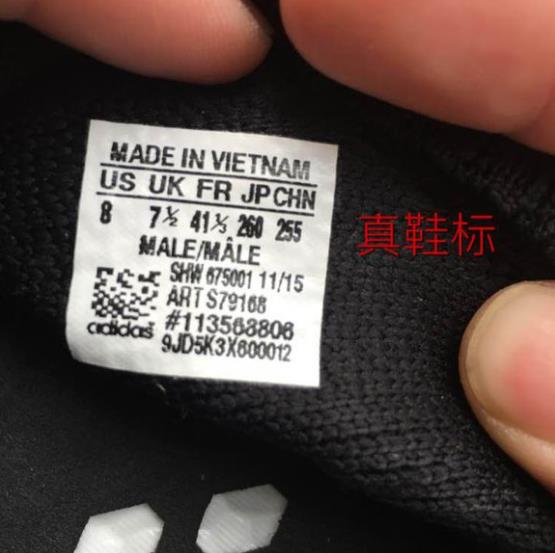 MADE IN VIETNAM
US UK FR JP CHN
8 7½ 41⅓ 260 255
MALE/MÂLE
SHW 675001 11/15
ART S79168
#113568806
9JD5K3X600012
adidas
真鞋标